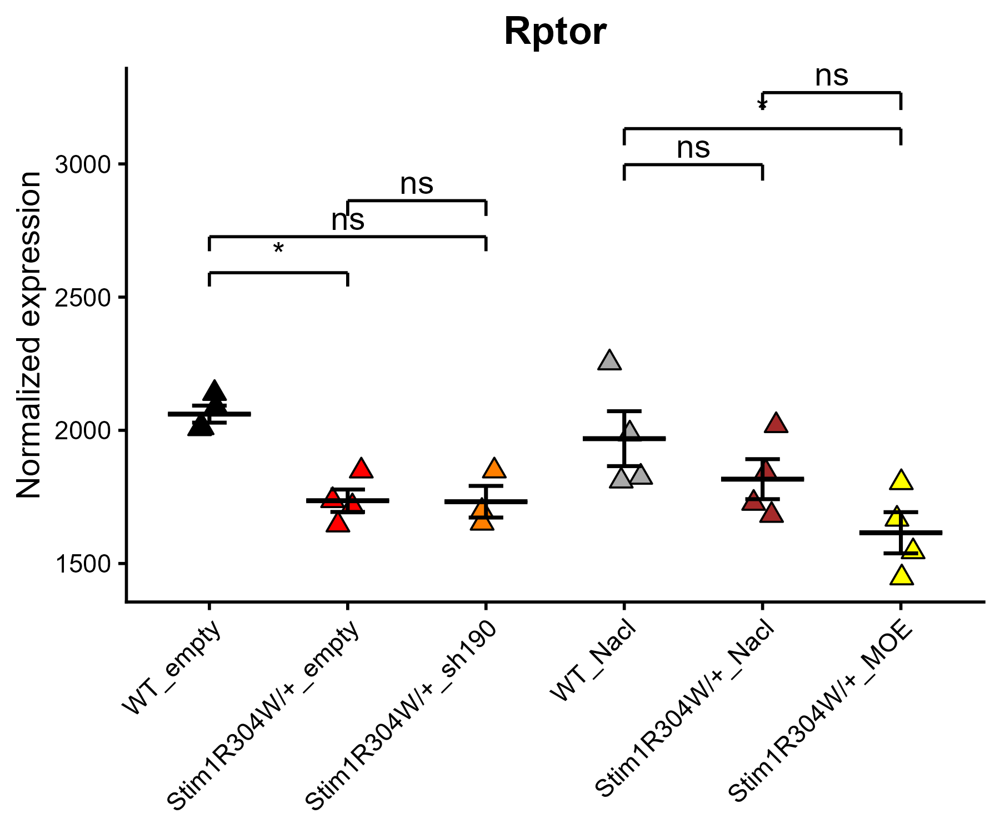 Rptor
ns
*
ns
ns
ns
*
Normalized expression
3000
2500
2000
1500
WT_empty
Stim1R304W/+_empty
Stim1R304W/+_sh190
WT_Nacl
Stim1R304W/+_Nacl
Stim1R304W/+_MOE